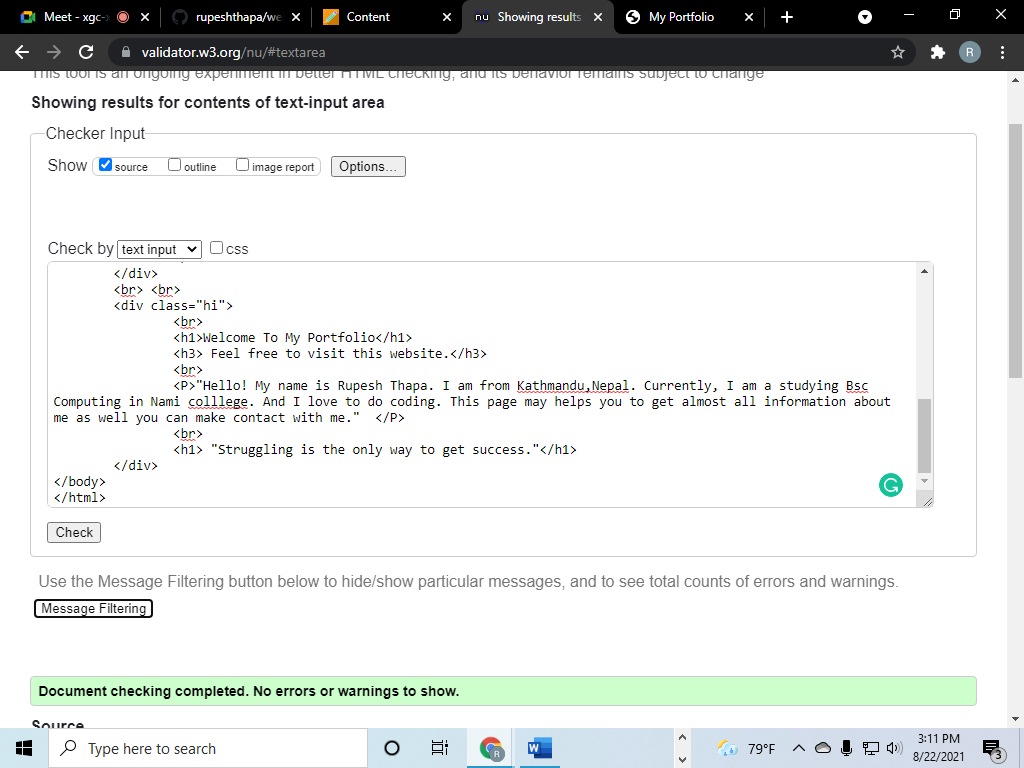 Meet - xgc-
rupeshthapa/we
Content
nu Showing results
My Portfolio
validator.w3.org/nu/#textarea
R
This tool is an ongoing experiment in better HTML checking, and its behavior remains subject to change
Showing results for contents of text-input area
Checker Input
Show source outline image report Options...
Check by text input css
</div>
<br> <br>
<div class="hi">
<br>
<h1>Welcome To My Portfolio</h1>
<h3> Feel free to visit this website.</h3>
<br>
<P>"Hello! My name is Rupesh Thapa. I am from Kathmandu,Nepal. Currently, I am a studying Bsc
Computing in Nami colllege. And I love to do coding. This page may helps you to get almost all information about
me as well you can make contact with me."  </P>
<br>
<h1> "Struggling is the only way to get success."</h1>
</div>
</body>
</html>
Check
Use the Message Filtering button below to hide/show particular messages, and to see total counts of errors and warnings.
Message Filtering
Document checking completed. No errors or warnings to show.
Source
Type here to search
R
W
79°F
3:11 PM
8/22/2021
3